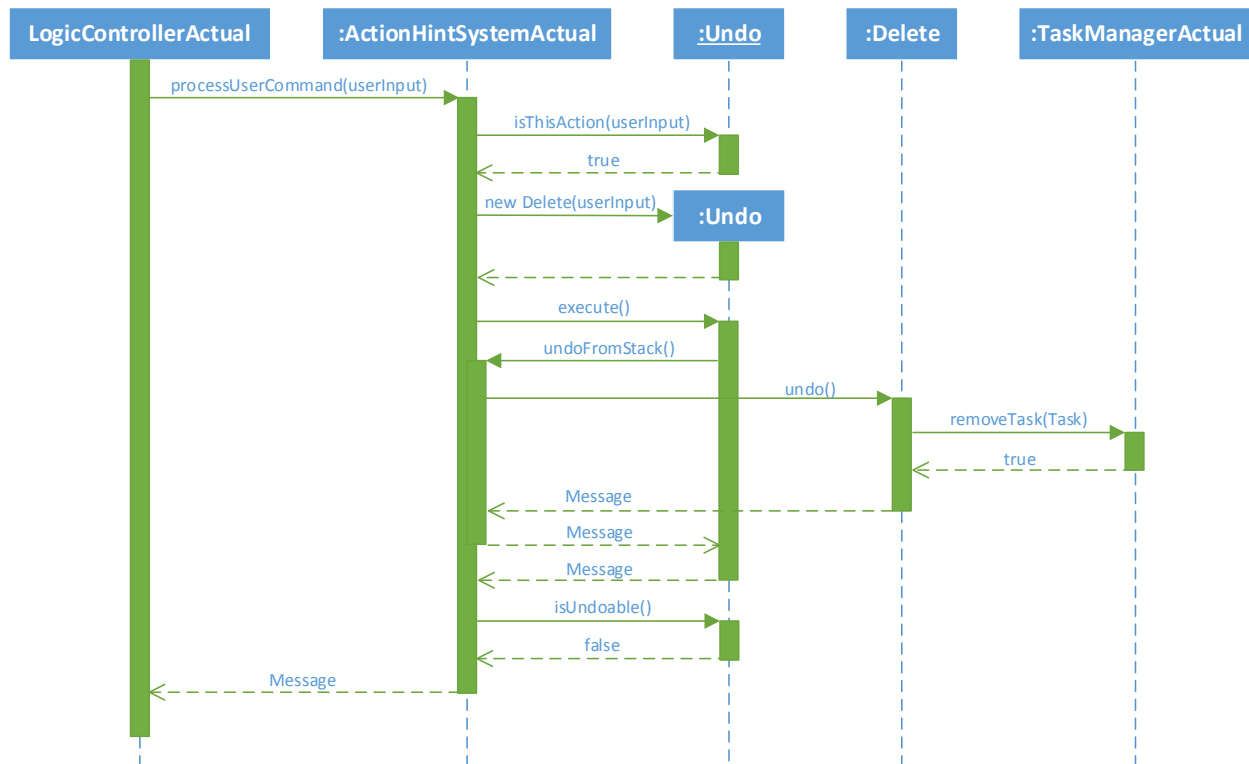 LogicControllerActual
:ActionHintSystemActual
:Undo
:Delete
:TaskManagerActual
processUserCommand(userInput)
isThisAction(userInput)
true
new Delete(userInput)
:Undo
execute()
undoFromStack()
undo()
removeTask(Task)
true
Message
Message
Message
isUndoable()
false
Message